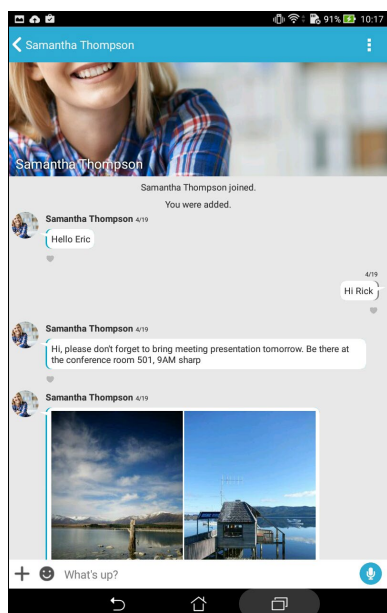 91% 10:17
Samantha Thompson
Samantha Thompson
Samantha Thompson joined.
You were added.
Samantha Thompson 4/19
Hello Eric
4/19
Hi Rick
Samantha Thompson 4/19
Hi, please don't forget to bring meeting presentation tomorrow. Be there at
the conference room 501, 9AM sharp
Samantha Thompson 4/19
What's up?